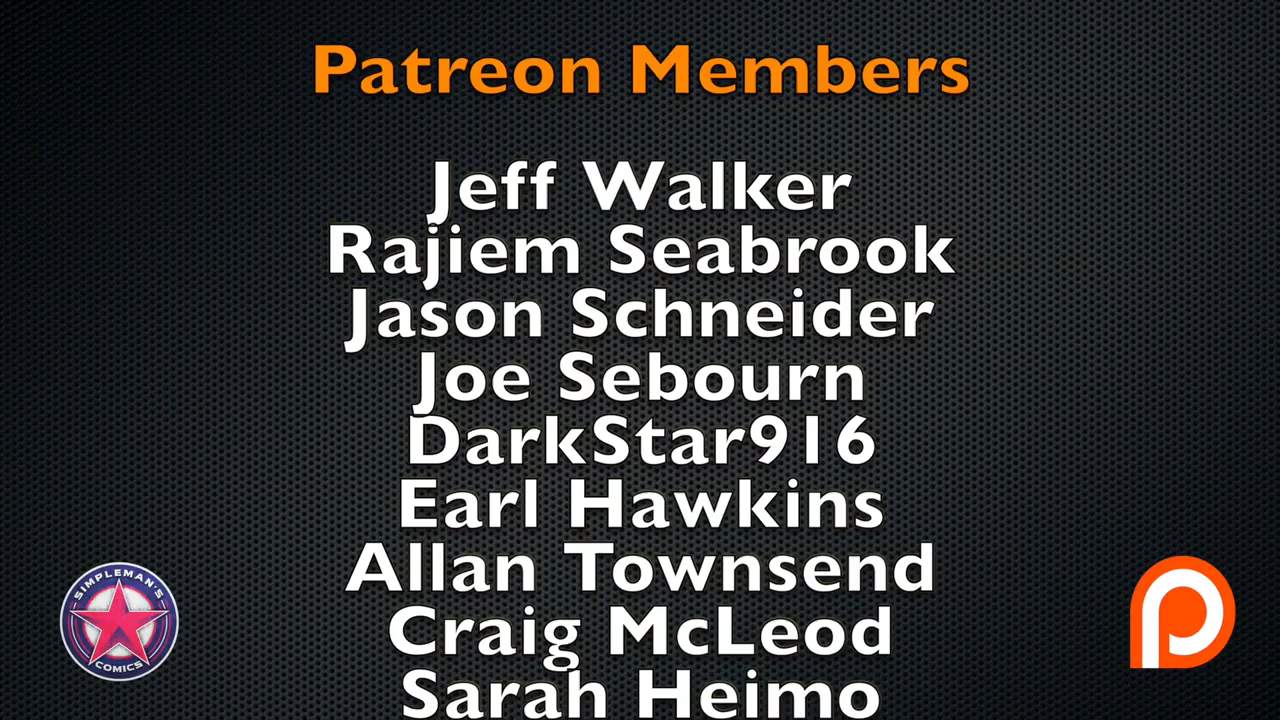 Patreon Members
Jeff Walker
Rajiem Seabrook
Jason Schneider
Joe Sebourn
DarkStar916
Earl Hawkins
Allan Townsend
Craig McLeod
Sarah Heimo
SIMPLEMAN'S
COMICS